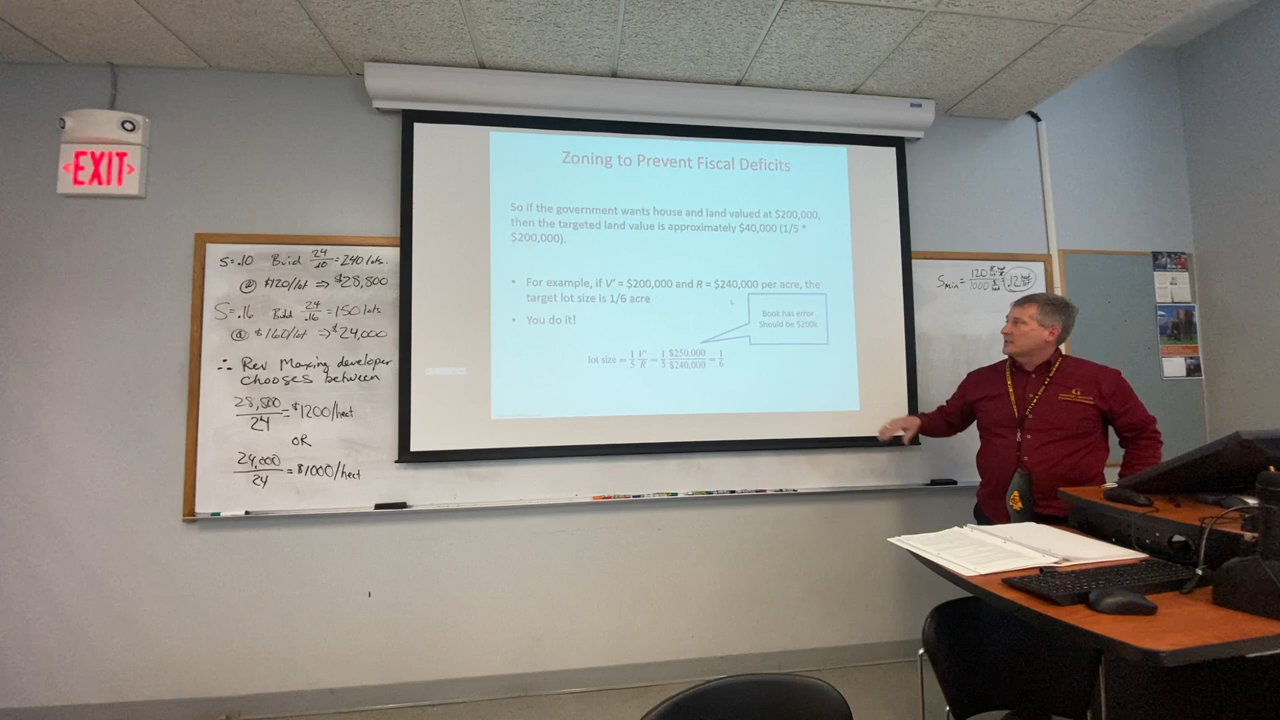 EXIT
S=.10 Build 24/.10 = 240 lots.
@ $120/lot ⇒ $28,800
S=.16 Build 24/.16 = 150 lots
@ $160/lot ⇒ $24,000
∴ Rev Maxing developer
chooses between
28,800/24 = $1200/hect
OR
24,000/24 = $1000/hect
Zoning to Prevent Fiscal Deficits
So if the government wants house and land valued at $200,000,
then the targeted land value is approximately $40,000 (1/5 *
$200,000).
• For example, if V' = $200,000 and R = $240,000 per acre, the
target lot size is 1/6 acre
• You do it!
Book has error
Should be $200k
lot size = 1/5 V'/R = 1/5 $250,000/$240,000 = 1/6
Smin = 120/1000 .12